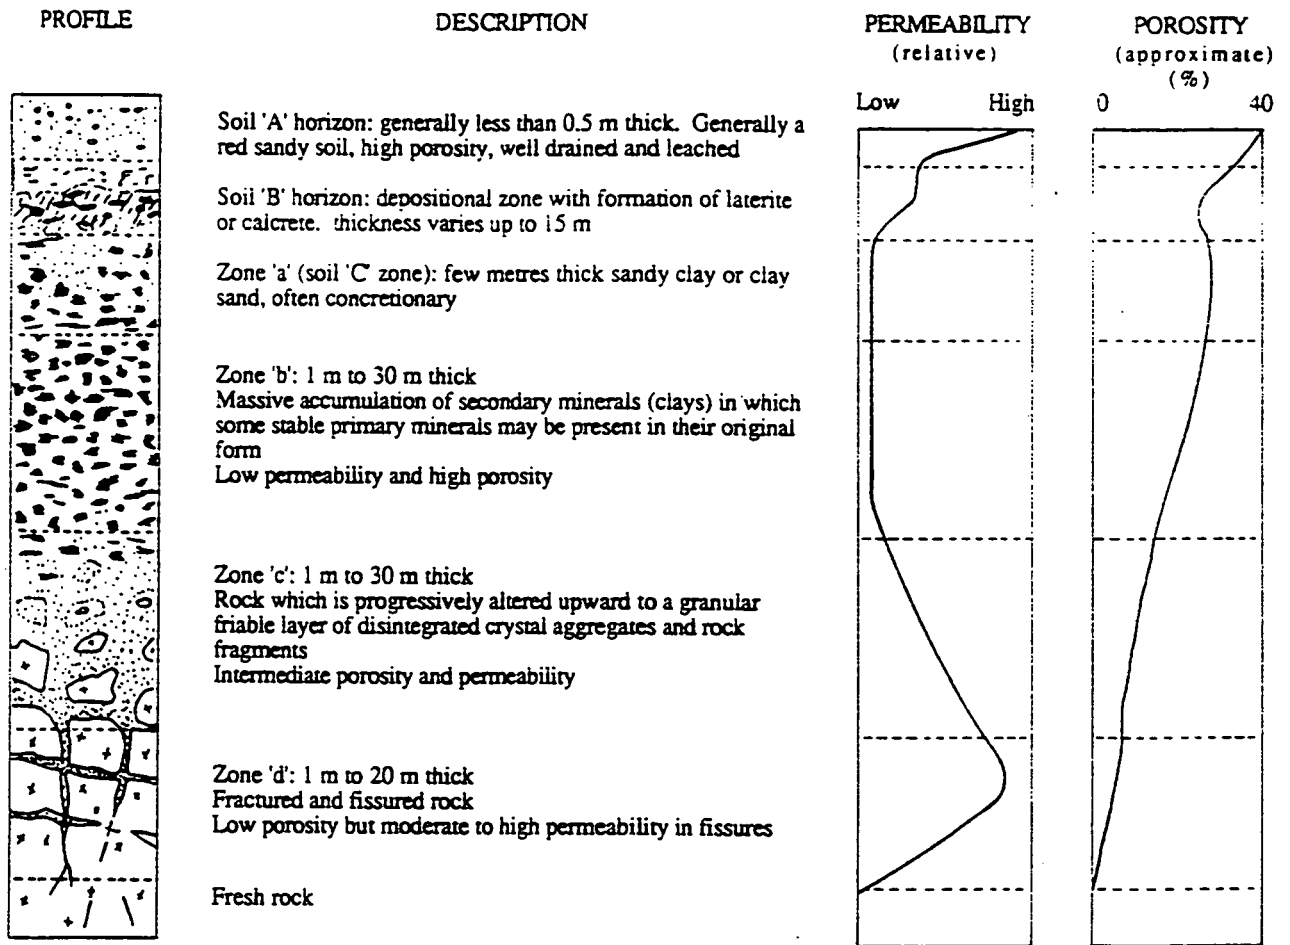 PROFILE
DESCRIPTION
PERMEABILITY
(relative)
POROSITY
(approximate)
(%)
Low High
0 40
Soil 'A' horizon: generally less than 0.5 m thick. Generally a
red sandy soil, high porosity, well drained and leached
Soil 'B' horizon: depositional zone with formation of laterite
or calcrete. thickness varies up to 15 m
Zone 'a' (soil 'C' zone): few metres thick sandy clay or clay
sand, often concretionary
Zone 'b': 1 m to 30 m thick
Massive accumulation of secondary minerals (clays) in which
some stable primary minerals may be present in their original
form
Low permeability and high porosity
Zone 'c': 1 m to 30 m thick
Rock which is progressively altered upward to a granular
friable layer of disintegrated crystal aggregates and rock
fragments
Intermediate porosity and permeability
Zone 'd': 1 m to 20 m thick
Fractured and fissured rock
Low porosity but moderate to high permeability in fissures
Fresh rock